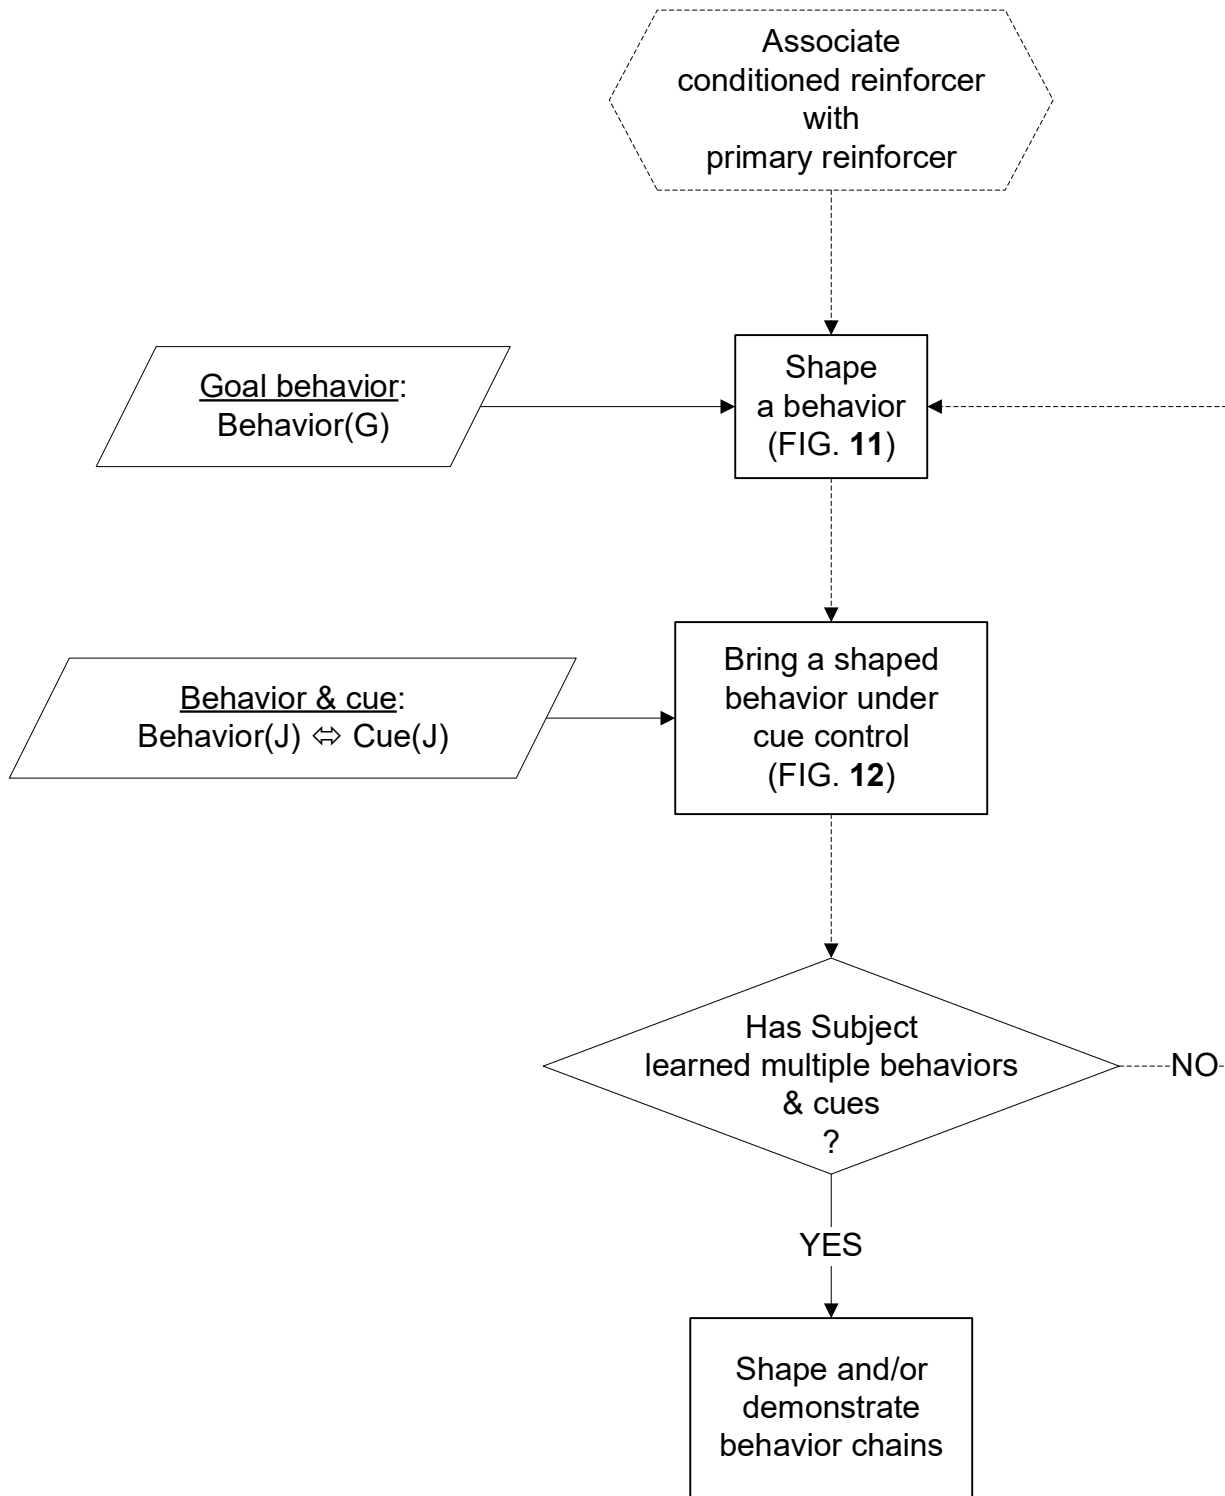 Associate
conditioned reinforcer
with
primary reinforcer
Goal behavior:
Behavior(G)
Shape
a behavior
(FIG. 11)
Behavior & cue:
Behavior(J) ⬄ Cue(J)
Bring a shaped
behavior under
cue control
(FIG. 12)
Has Subject
learned multiple behaviors
& cues
?
NO
YES
Shape and/or
demonstrate
behavior chains